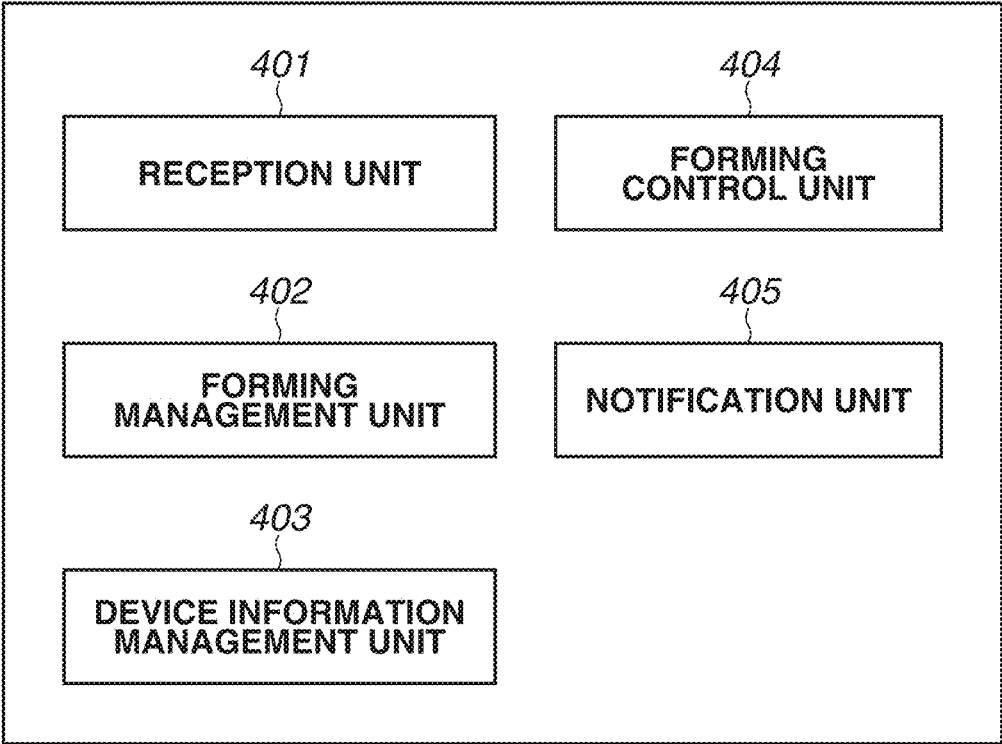 401
RECEPTION UNIT
402
FORMING
MANAGEMENT UNIT
403
DEVICE INFORMATION
MANAGEMENT UNIT
404
FORMING
CONTROL UNIT
405
NOTIFICATION UNIT